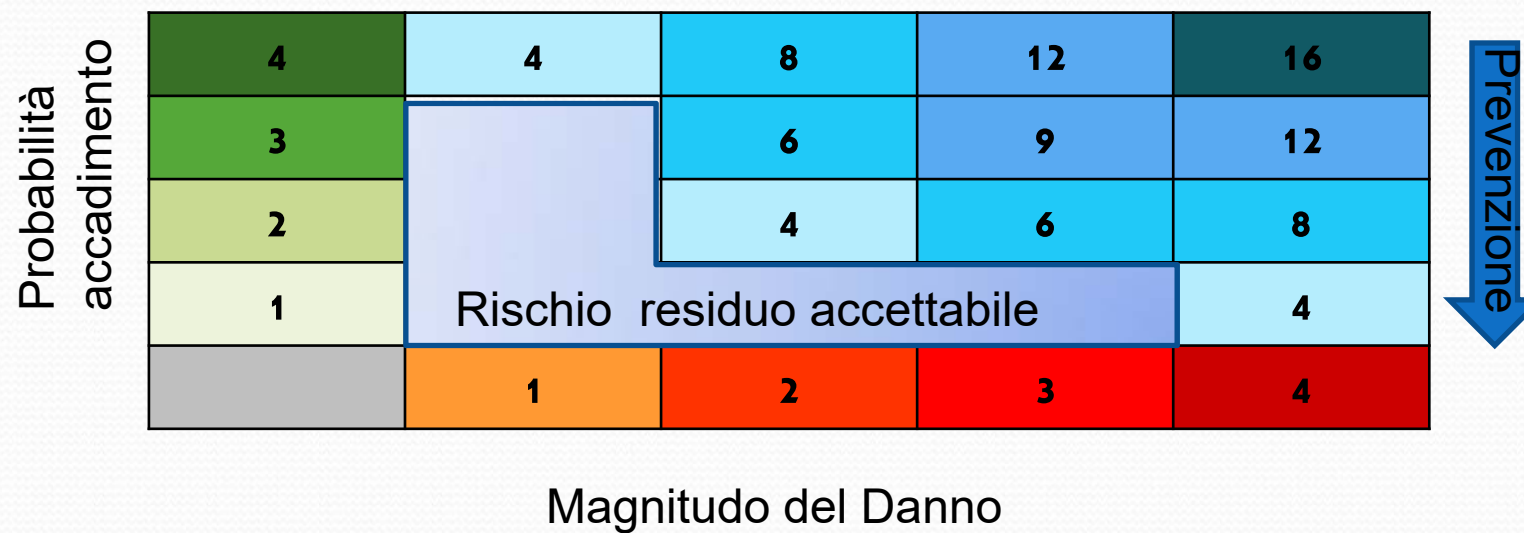 Probabilità
accadimento
4 4 8 12 16
3 6 9 12
2 4 6 8
1 Rischio residuo accettabile 4
1 2 3 4
Prevenzione
Magnitudo del Danno